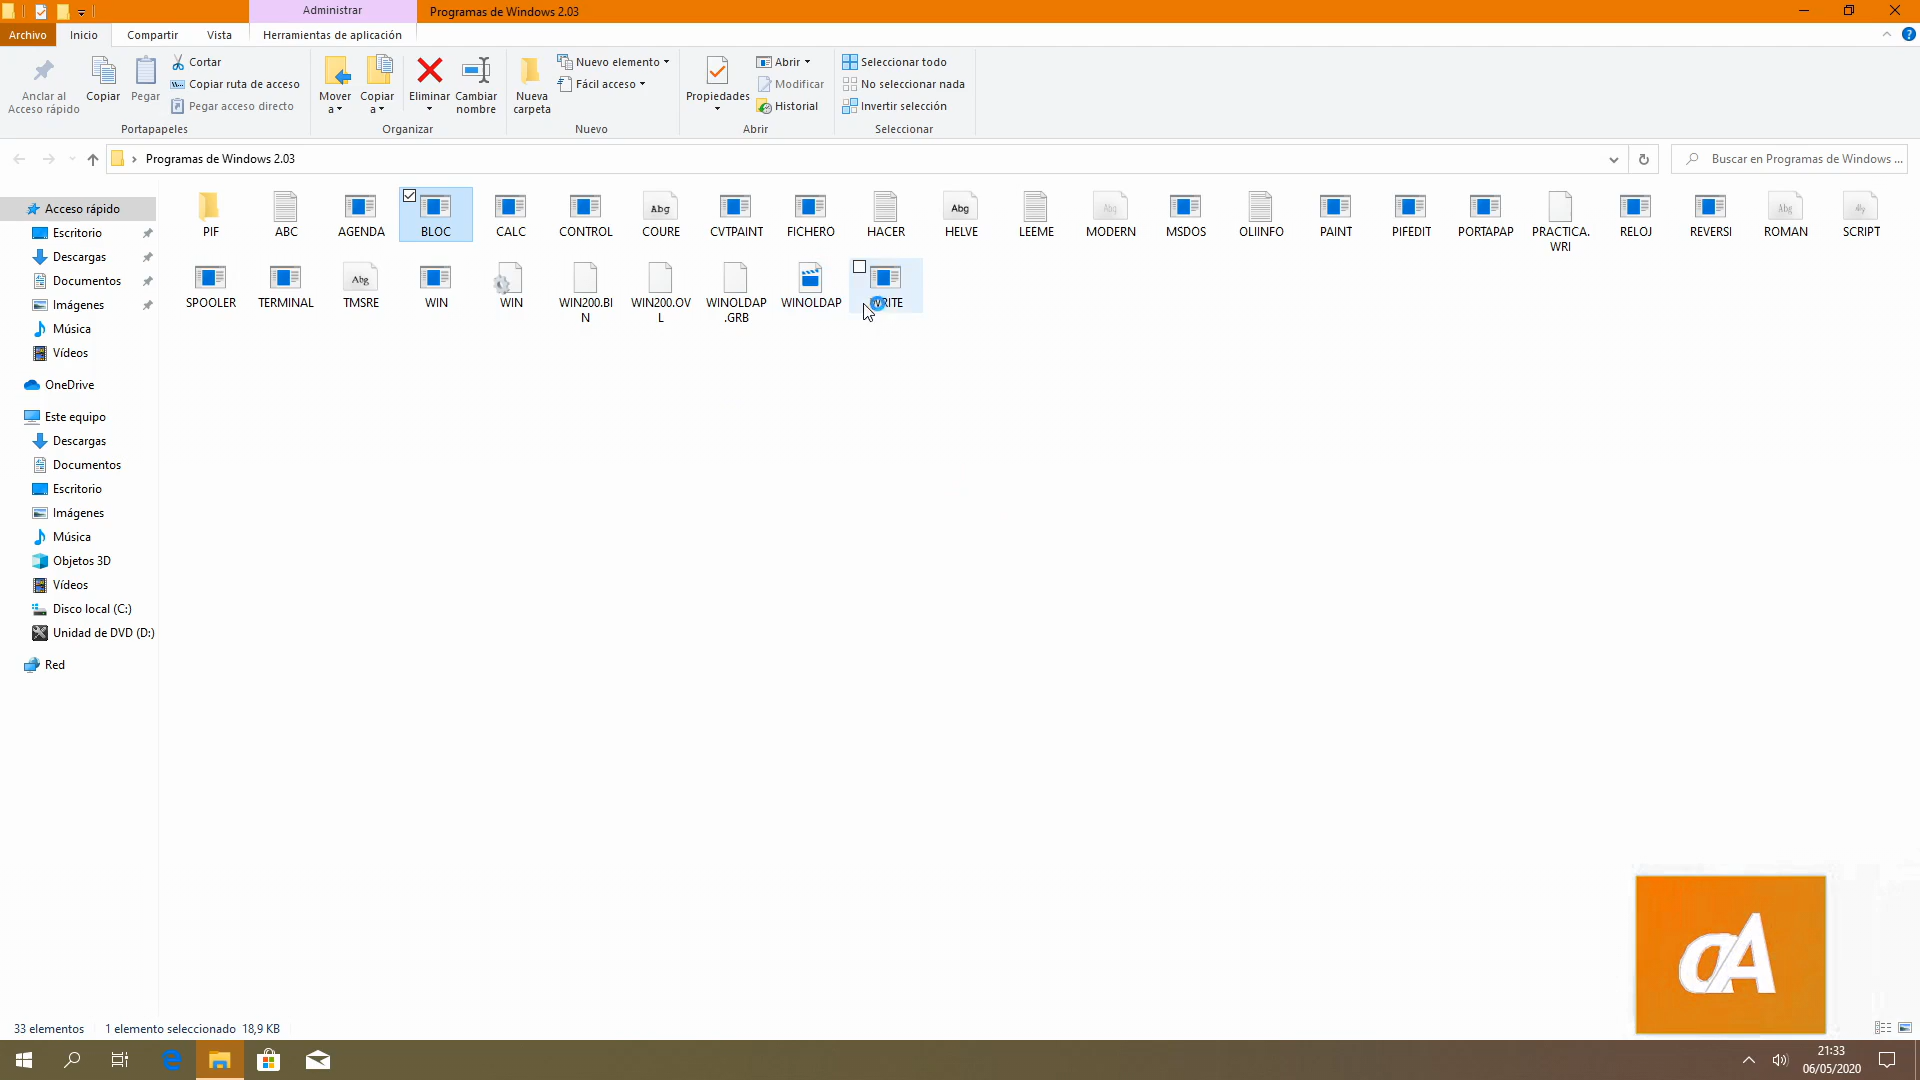 Administrar
Programas de Windows 2.03
Archivo
Inicio
Compartir
Vista
Herramientas de aplicación
Anclar al
Acceso rápido
Copiar
Pegar
Cortar
Copiar ruta de acceso
Pegar acceso directo
Portapapeles
Mover
a
Copiar
a
Eliminar
Cambiar
nombre
Organizar
Nueva
carpeta
Nuevo elemento
Fácil acceso
Nuevo
Propiedades
Abrir
Modificar
Historial
Abrir
Seleccionar todo
No seleccionar nada
Invertir selección
Seleccionar
Programas de Windows 2.03
Buscar en Programas de Windows ...
Acceso rápido
Escritorio
Descargas
Documentos
Imágenes
Música
Vídeos
OneDrive
Este equipo
Descargas
Documentos
Escritorio
Imágenes
Música
Objetos 3D
Vídeos
Disco local (C:)
Unidad de DVD (D:)
Red
PIF
ABC
AGENDA
BLOC
CALC
CONTROL
Abg
COURE
CVTPAINT
FICHERO
HACER
Abg
HELVE
LEEME
Abg
MODERN
MSDOS
OLIINFO
PAINT
PIFEDIT
PORTAPAP
PRACTICA.
WRI
RELOJ
REVERSI
Abg
ROMAN
SCRIPT
SPOOLER
TERMINAL
Abg
TMSRE
WIN
WIN
WIN200.BI
N
WIN200.OV
L
WINOLDAP
.GRB
WINOLDAP
WRITE
33 elementos
1 elemento seleccionado 18,9 KB
21:33
06/05/2020